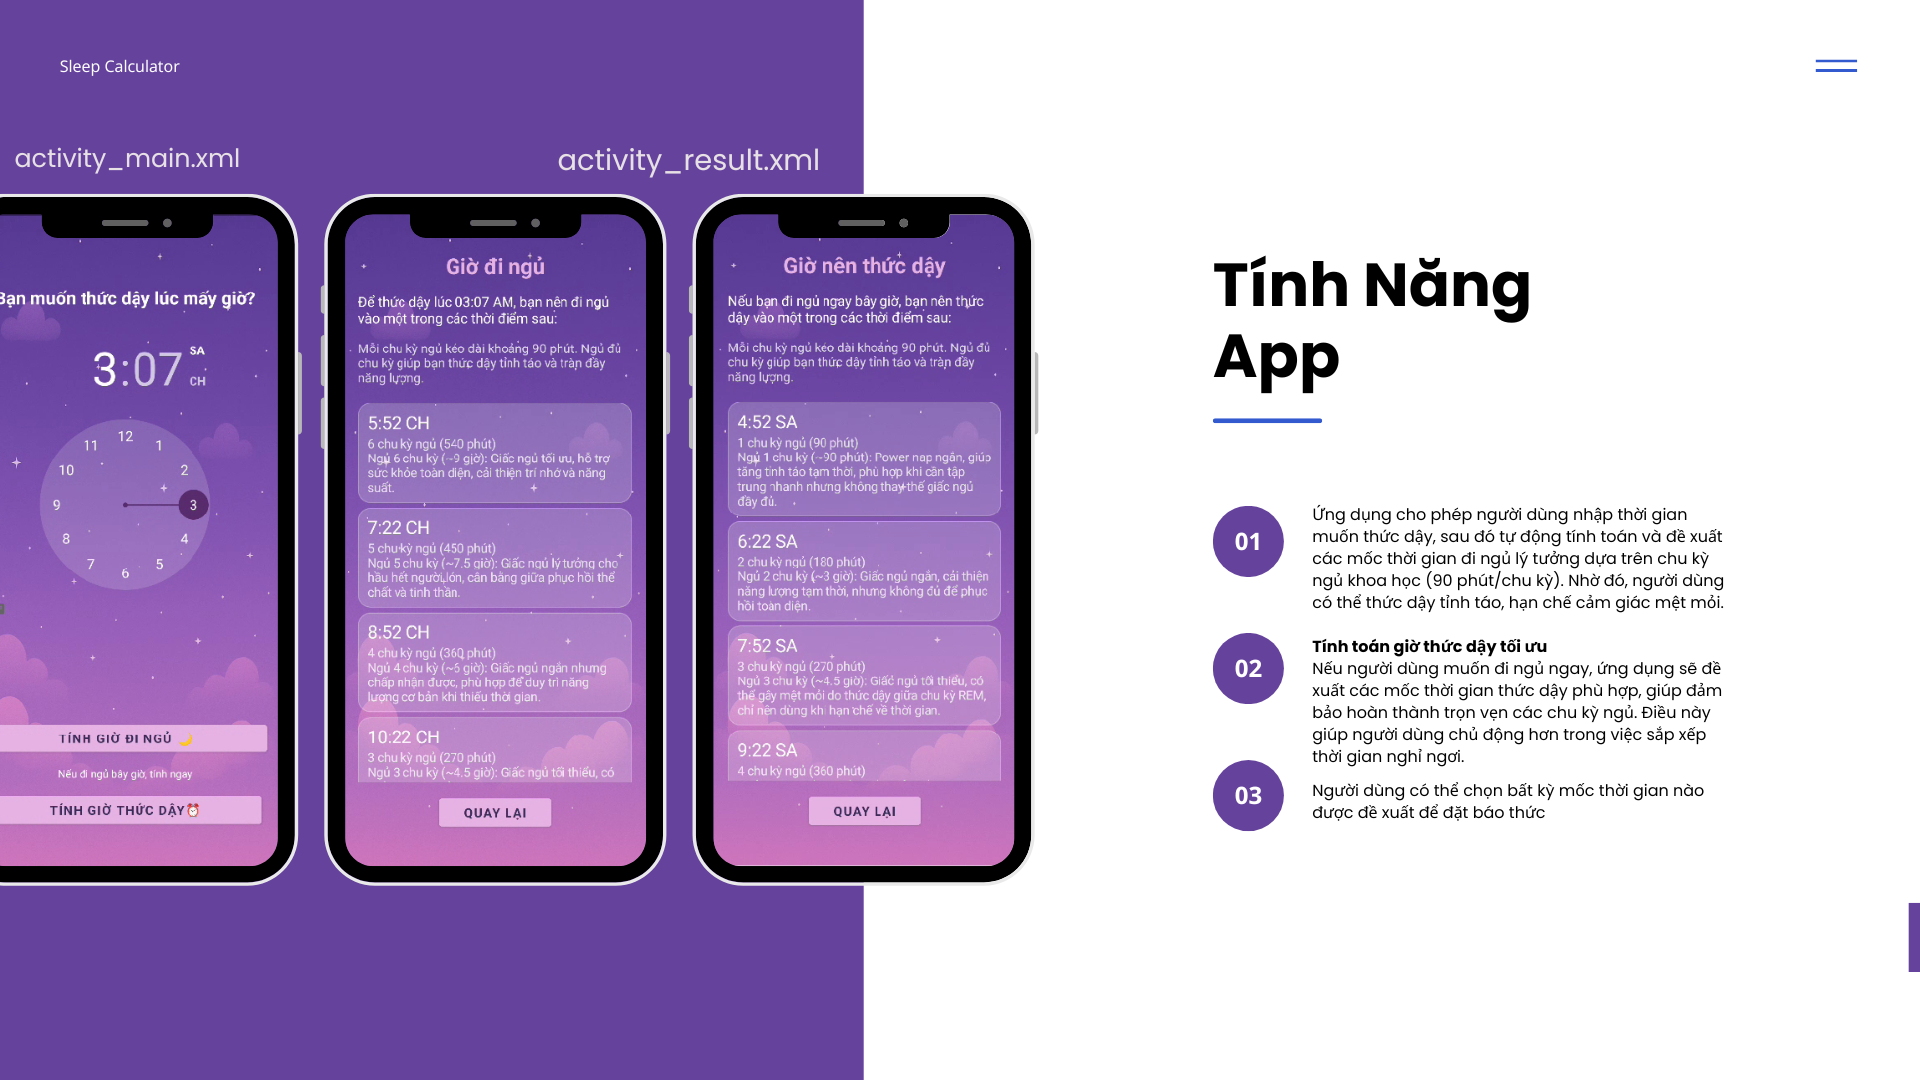 Sleep Calculator
activity_main.xml
activity_result.xml
Bạn muốn thức dậy lúc mấy giờ?
3:07
SA
CH
12
1
2
3
4
5
6
7
8
9
10
11
TÍNH GIỜ ĐI NGỦ 🌙
Nếu đi ngủ bây giờ, tính ngay
TÍNH GIỜ THỨC DẬY⏰
Giờ đi ngủ
Để thức dậy lúc 03:07 AM, bạn nên đi ngủ
vào một trong các thời điểm sau:
Mỗi chu kỳ ngủ kéo dài khoảng 90 phút. Ngủ đủ
chu kỳ giúp bạn thức dậy tỉnh táo và tràn đầy
năng lượng.
5:52 CH
6 chu kỳ ngủ (540 phút)
Ngủ 6 chu kỳ (~9 giờ): Giấc ngủ tối ưu, hỗ trợ
sức khỏe toàn diện, cải thiện trí nhớ và năng
suất.
7:22 CH
5 chu kỳ ngủ (450 phút)
Ngủ 5 chu kỳ (~7.5 giờ): Giấc ngủ lý tưởng cho
hầu hết người lớn, cân bằng giữa phục hồi thể
chất và tinh thần.
8:52 CH
4 chu kỳ ngủ (360 phút)
Ngủ 4 chu kỳ (~6 giờ): Giấc ngủ ngắn nhưng
chấp nhận được, phù hợp để duy trì năng
lượng cơ bản khi thiếu thời gian.
10:22 CH
3 chu kỳ ngủ (270 phút)
Ngủ 3 chu kỳ (~4.5 giờ): Giấc ngủ tối thiểu, có
QUAY LẠI
Giờ nên thức dậy
Nếu bạn đi ngủ ngay bây giờ, bạn nên thức
dậy vào một trong các thời điểm sau:
Mỗi chu kỳ ngủ kéo dài khoảng 90 phút. Ngủ đủ
chu kỳ giúp bạn thức dậy tỉnh táo và tràn đầy
năng lượng.
4:52 SA
1 chu kỳ ngủ (90 phút)
Ngủ 1 chu kỳ (~90 phút): Power nap ngắn, giúp
tăng tỉnh táo tạm thời, phù hợp khi cần tập
trung nhanh nhưng không thay thế giấc ngủ
đầy đủ.
6:22 SA
2 chu kỳ ngủ (180 phút)
Ngủ 2 chu kỳ (~3 giờ): Giấc ngủ ngắn, cải thiện
năng lượng tạm thời, nhưng không đủ để phục
hồi toàn diện.
7:52 SA
3 chu kỳ ngủ (270 phút)
Ngủ 3 chu kỳ (~4.5 giờ): Giấc ngủ tối thiểu, có
thể gây mệt mỏi do thức dậy giữa chu kỳ REM,
chỉ nên dùng khi hạn chế về thời gian.
9:22 SA
4 chu kỳ ngủ (360 phút)
QUAY LẠI
Tính Năng
App
01
Ứng dụng cho phép người dùng nhập thời gian
muốn thức dậy, sau đó tự động tính toán và đề xuất
các mốc thời gian đi ngủ lý tưởng dựa trên chu kỳ
ngủ khoa học (90 phút/chu kỳ). Nhờ đó, người dùng
có thể thức dậy tỉnh táo, hạn chế cảm giác mệt mỏi.
02
Tính toán giờ thức dậy tối ưu
Nếu người dùng muốn đi ngủ ngay, ứng dụng sẽ đề
xuất các mốc thời gian thức dậy phù hợp, giúp đảm
bảo hoàn thành trọn vẹn các chu kỳ ngủ. Điều này
giúp người dùng chủ động hơn trong việc sắp xếp
thời gian nghỉ ngơi.
03
Người dùng có thể chọn bất kỳ mốc thời gian nào
được đề xuất để đặt báo thức